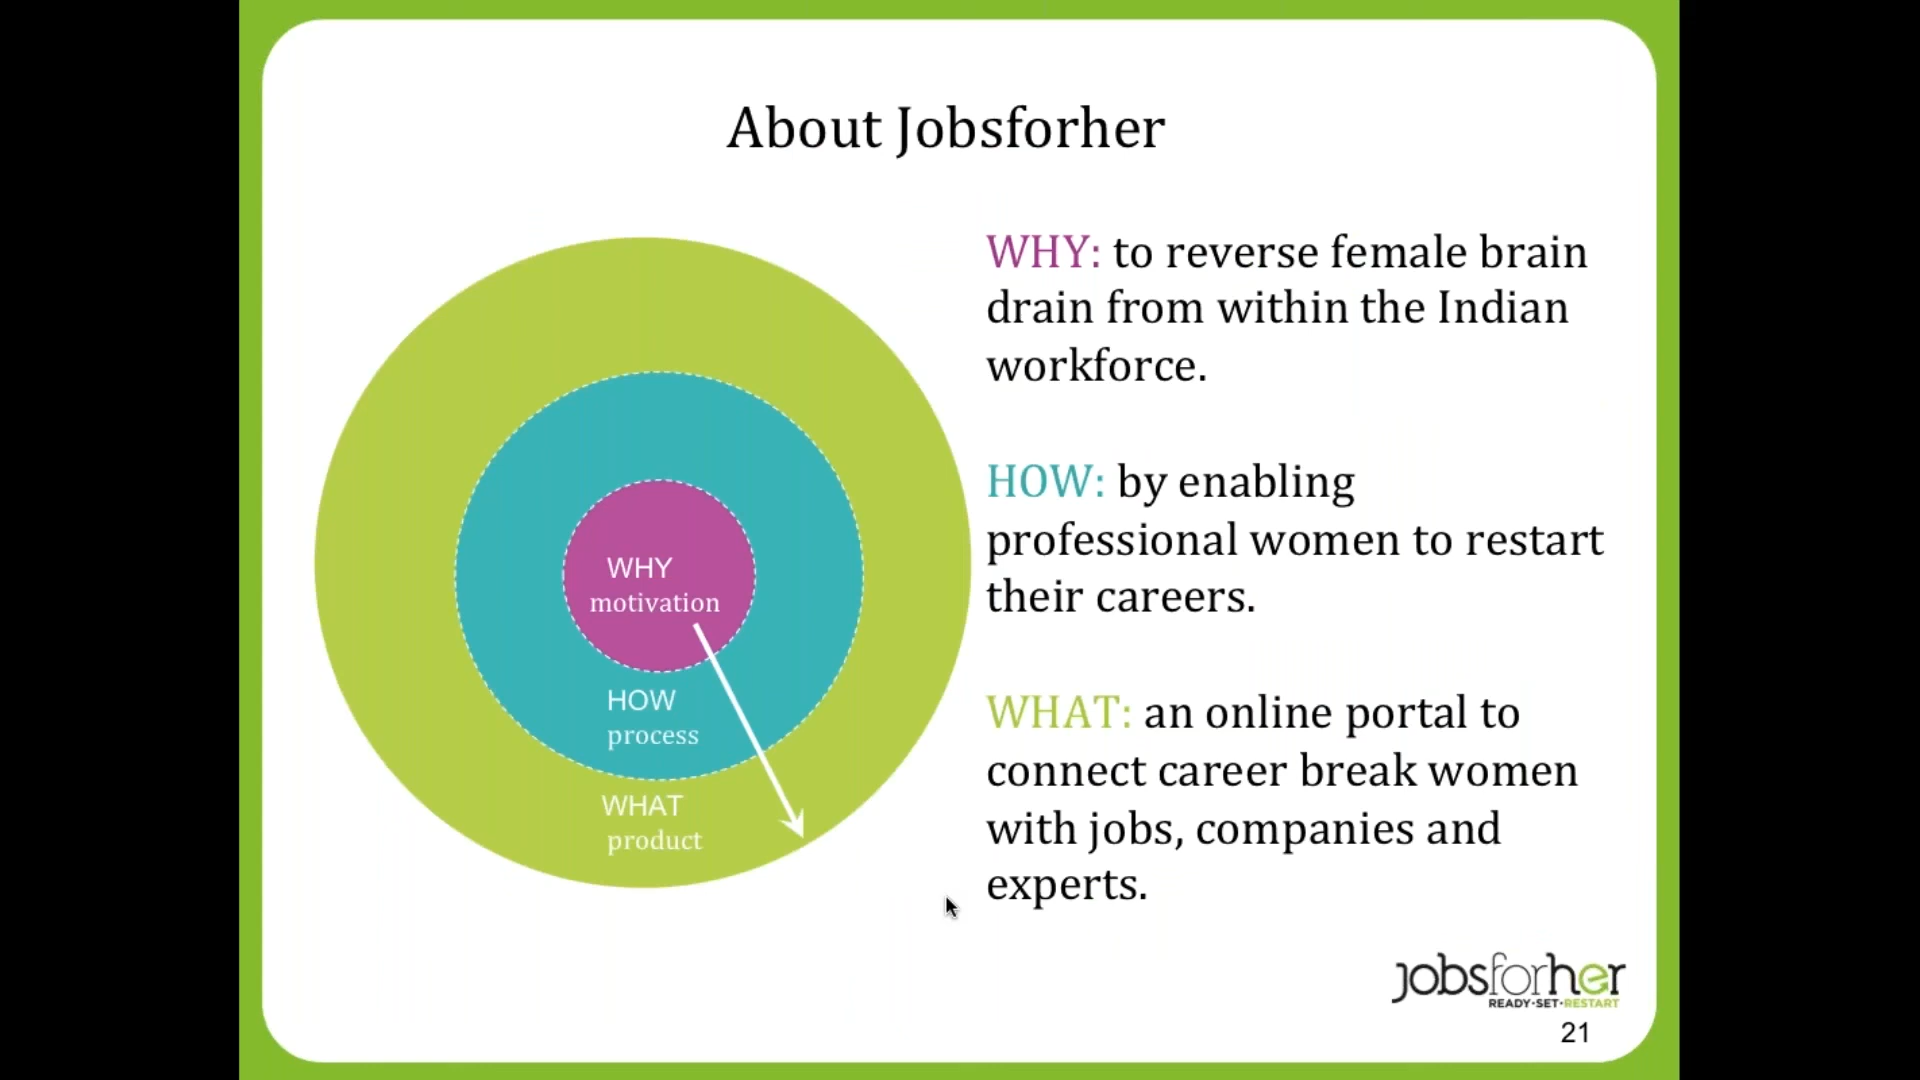 About Jobsforher
WHY: to reverse female brain
drain from within the Indian
workforce.
HOW: by enabling
professional women to restart
their careers.
WHAT: an online portal to
connect career break women
with jobs, companies and
experts.
WHY
motivation
HOW
process
WHAT
product
jobsforher
READY·SET·RESTART
21